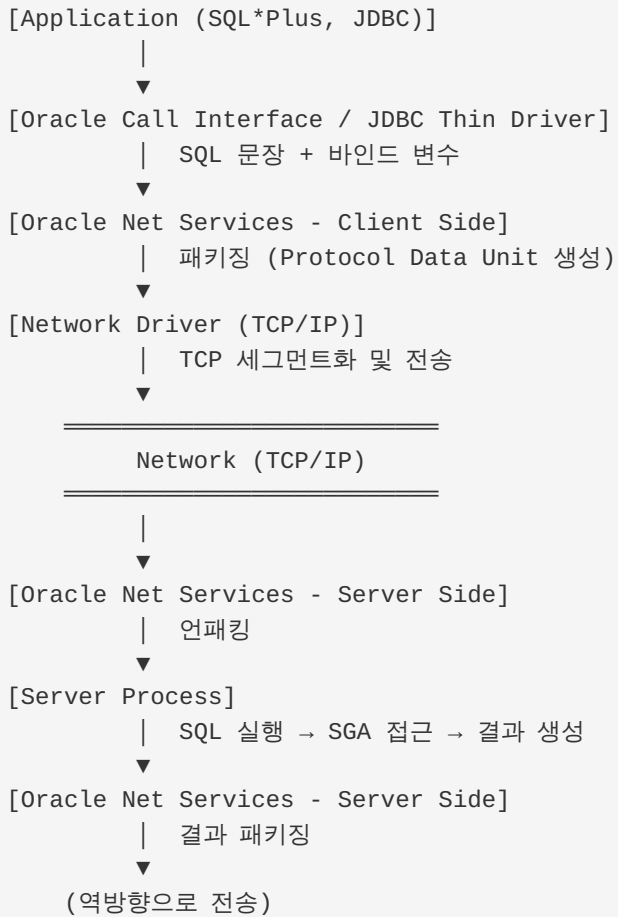 [Application (SQL*Plus, JDBC)]
│
▼
[Oracle Call Interface / JDBC Thin Driver]
│ SQL 문장 + 바인드 변수
▼
[Oracle Net Services - Client Side]
│ 패키징 (Protocol Data Unit 생성)
▼
[Network Driver (TCP/IP)]
│ TCP 세그먼트화 및 전송
▼
══════════════════════════
Network (TCP/IP)
══════════════════════════
│
▼
[Oracle Net Services - Server Side]
│ 언패킹
▼
[Server Process]
│ SQL 실행 → SGA 접근 → 결과 생성
▼
[Oracle Net Services - Server Side]
│ 결과 패키징
▼
(역방향으로 전송)